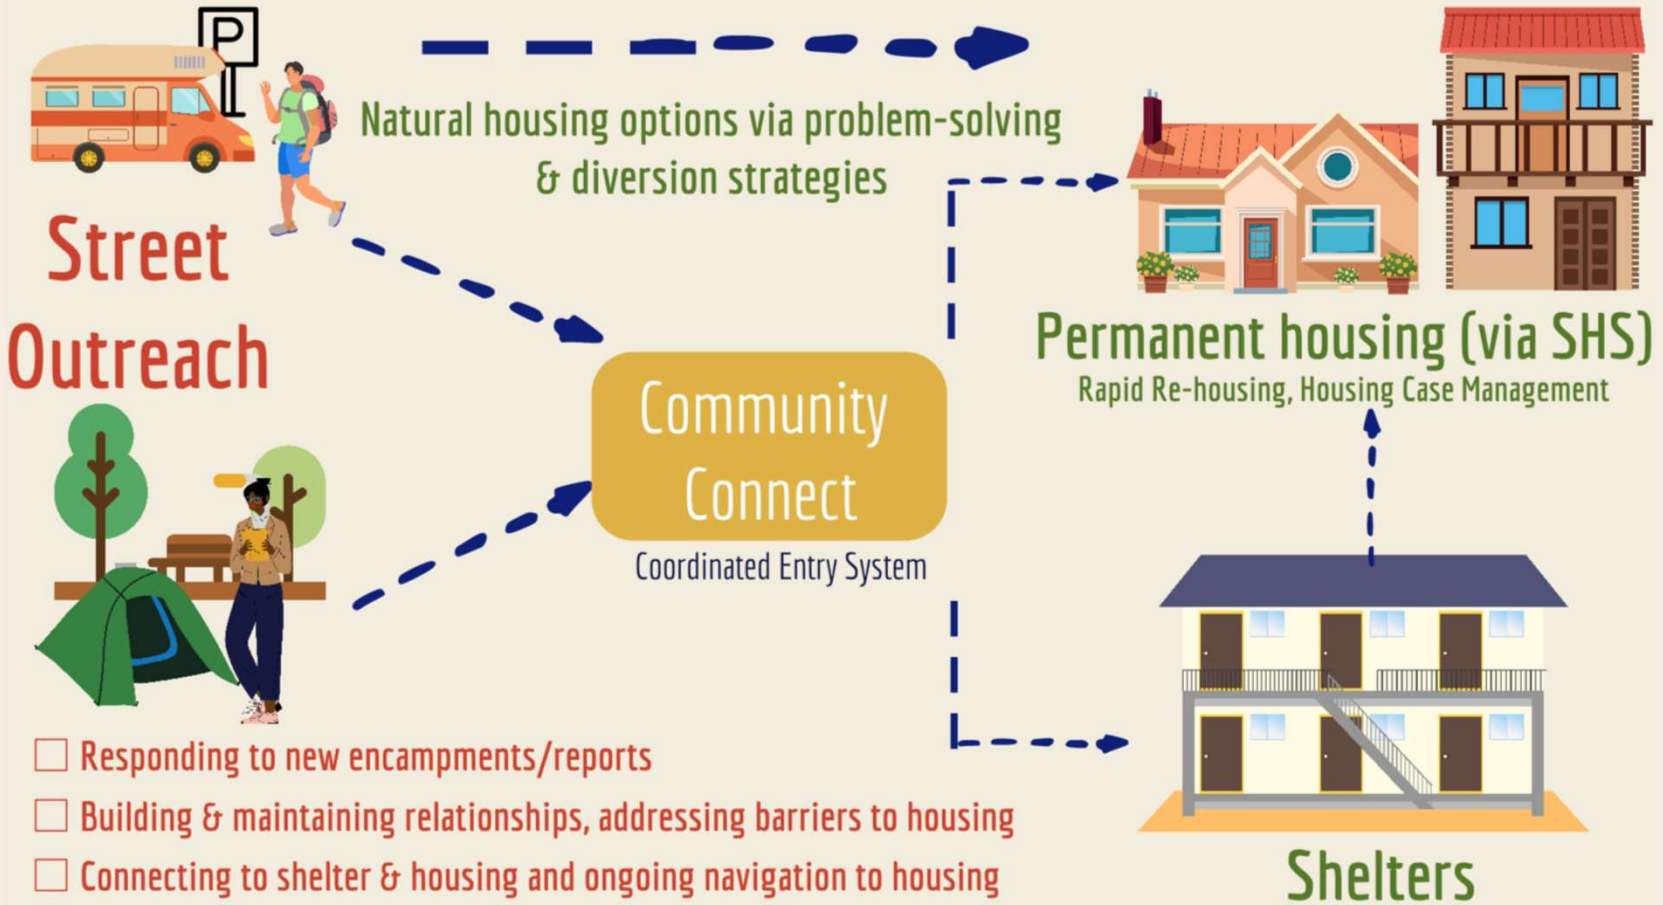 P
Natural housing options via problem-solving
& diversion strategies
Street
Outreach
Community
Connect
Coordinated Entry System
Permanent housing (via SHS)
Rapid Re-housing, Housing Case Management
Responding to new encampments/reports
Building & maintaining relationships, addressing barriers to housing
Connecting to shelter & housing and ongoing navigation to housing
Shelters